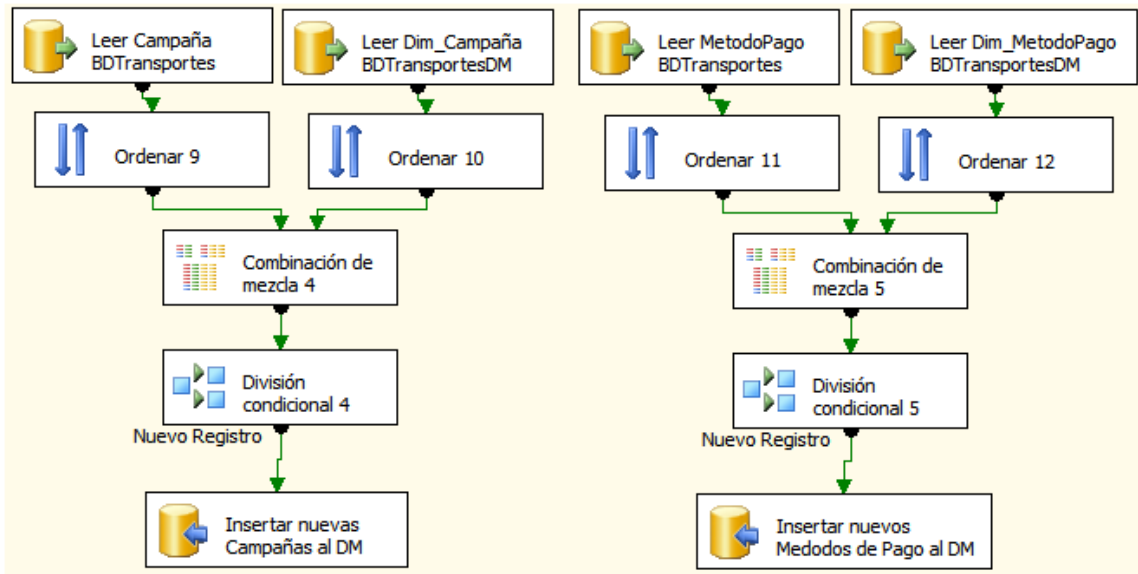 Leer Campaña
BDTransportes
Leer Dim_Campaña
BDTransportesDM
Leer MetodoPago
BDTransportes
Leer Dim_MetodoPago
BDTransportesDM
Ordenar 9
Ordenar 10
Ordenar 11
Ordenar 12
Combinación de
mezcla 4
Combinación de
mezcla 5
División
condicional 4
División
condicional 5
Nuevo Registro
Nuevo Registro
Insertar nuevas
Campañas al DM
Insertar nuevos
Medodos de Pago al DM